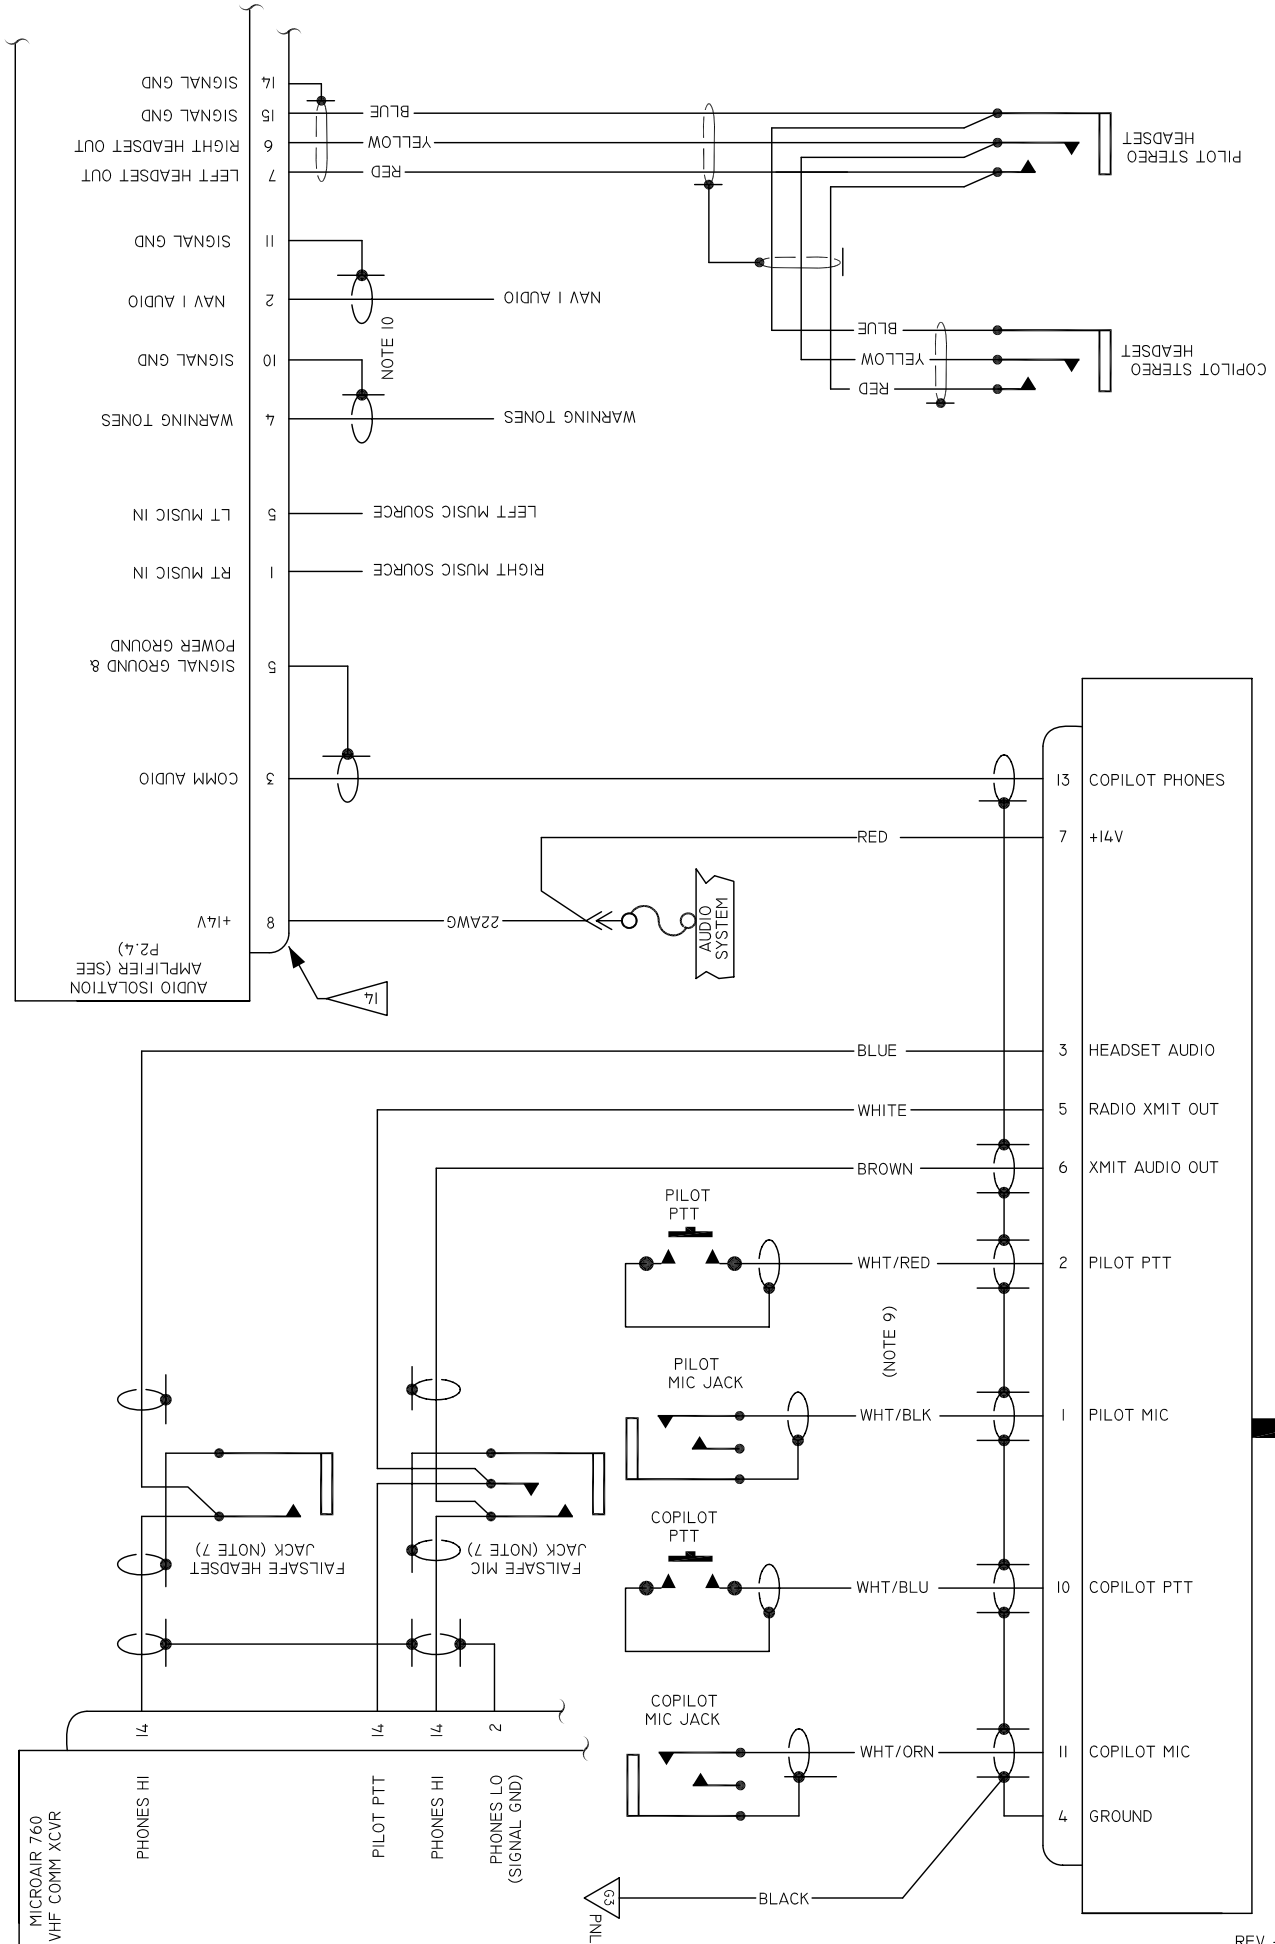 14
SIGNAL GND
15
SIGNAL GND
6
RIGHT HEADSET OUT
7
LEFT HEADSET OUT
BLUE
YELLOW
RED
PILOT STEREO
HEADSET
11
SIGNAL GND
2
NAV 1 AUDIO
NAV 1 AUDIO
NOTE 10
10
SIGNAL GND
4
WARNING TONES
WARNING TONES
BLUE
YELLOW
RED
COPILOT STEREO
HEADSET
5
LT MUSIC IN
LEFT MUSIC SOURCE
1
RT MUSIC IN
RIGHT MUSIC SOURCE
5
SIGNAL GROUND &
POWER GROUND
3
COMM AUDIO
8
+14V
22AWG
AUDIO ISOLATION
AMPLIFIER (SEE
P2.4)
14
AUDIO
SYSTEM
RED
13 COPILOT PHONES
7 +14V
BLUE
3 HEADSET AUDIO
WHITE
5 RADIO XMIT OUT
BROWN
6 XMIT AUDIO OUT
PILOT
PTT
WHT/RED
2 PILOT PTT
(NOTE 9)
PILOT
MIC JACK
WHT/BLK
1 PILOT MIC
COPILOT
PTT
WHT/BLU
10 COPILOT PTT
COPILOT
MIC JACK
WHT/ORN
11 COPILOT MIC
4 GROUND
BLACK
G3
PNL
FAILSAFE HEADSET
JACK (NOTE 7)
FAILSAFE MIC
JACK (NOTE 7)
14
14
14
2
PHONES HI
PILOT PTT
PHONES HI
PHONES LO
(SIGNAL GND)
MICROAIR 760
VHF COMM XCVR
REV